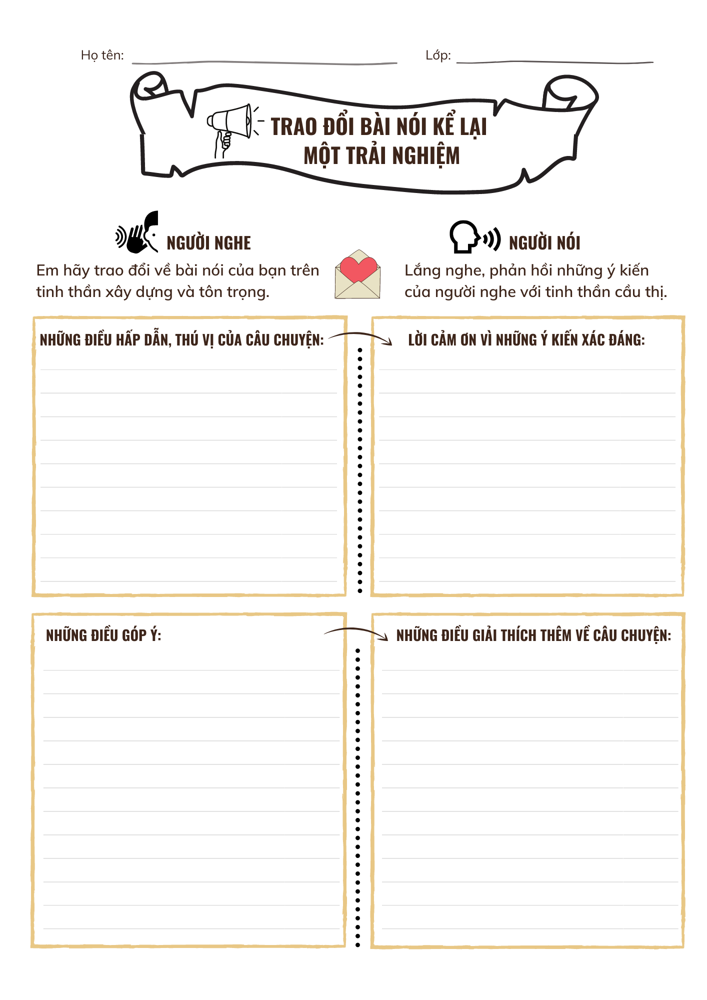 Họ tên:
Lớp:
TRAO ĐỔI BÀI NÓI KỂ LẠI
MỘT TRẢI NGHIỆM
NGƯỜI NGHE
Em hãy trao đổi về bài nói của bạn trên
tinh thần xây dựng và tôn trọng.
NGƯỜI NÓI
Lắng nghe, phản hồi những ý kiến
của người nghe với tinh thần cầu thị.
NHỮNG ĐIỀU HẤP DẪN, THÚ VỊ CỦA CÂU CHUYỆN:
LỜI CẢM ƠN VÌ NHỮNG Ý KIẾN XÁC ĐÁNG:
NHỮNG ĐIỀU GÓP Ý:
NHỮNG ĐIỀU GIẢI THÍCH THÊM VỀ CÂU CHUYỆN: